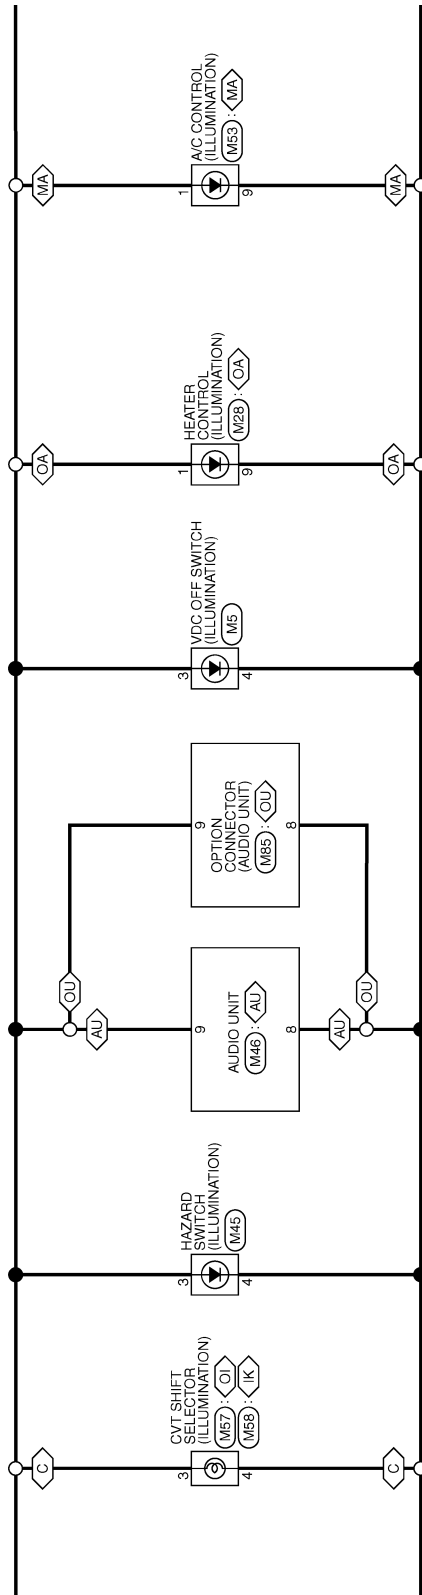 C
3
CVT SHIFT
SELECTOR
(ILLUMINATION)
M57 : OI
M58 : IK
4
C
3
HAZARD
SWITCH
(ILLUMINATION)
M45
4
OU
AU
9
AUDIO UNIT
M46 : AU
8
AU
OU
9
OPTION
CONNECTOR
(AUDIO UNIT)
M85 : OU
8
3
VDC OFF SWITCH
(ILLUMINATION)
M5
4
OA
1
HEATER
CONTROL
(ILLUMINATION)
M28 : OA
9
OA
MA
1
A/C CONTROL
(ILLUMINATION)
M53 : MA
9
MA